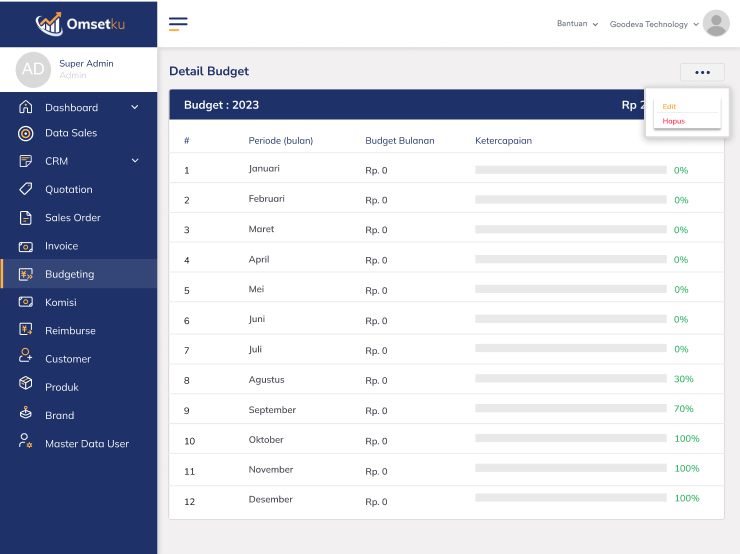 Omsetku
Bantuan
Goodeva Technology
AD
Super Admin
Admin
Dashboard
Data Sales
CRM
Quotation
Sales Order
Invoice
Budgeting
Komisi
Reimburse
Customer
Produk
Brand
Master Data User
Detail Budget
Budget : 2023
Rp
Edit
Hapus
# Periode (bulan) Budget Bulanan Ketercapaian
1 Januari Rp. 0 0%
2 Februari Rp. 0 0%
3 Maret Rp. 0 0%
4 April Rp. 0 0%
5 Mei Rp. 0 0%
6 Juni Rp. 0 0%
7 Juli Rp. 0 0%
8 Agustus Rp. 0 30%
9 September Rp. 0 70%
10 Oktober Rp. 0 100%
11 November Rp. 0 100%
12 Desember Rp. 0 100%